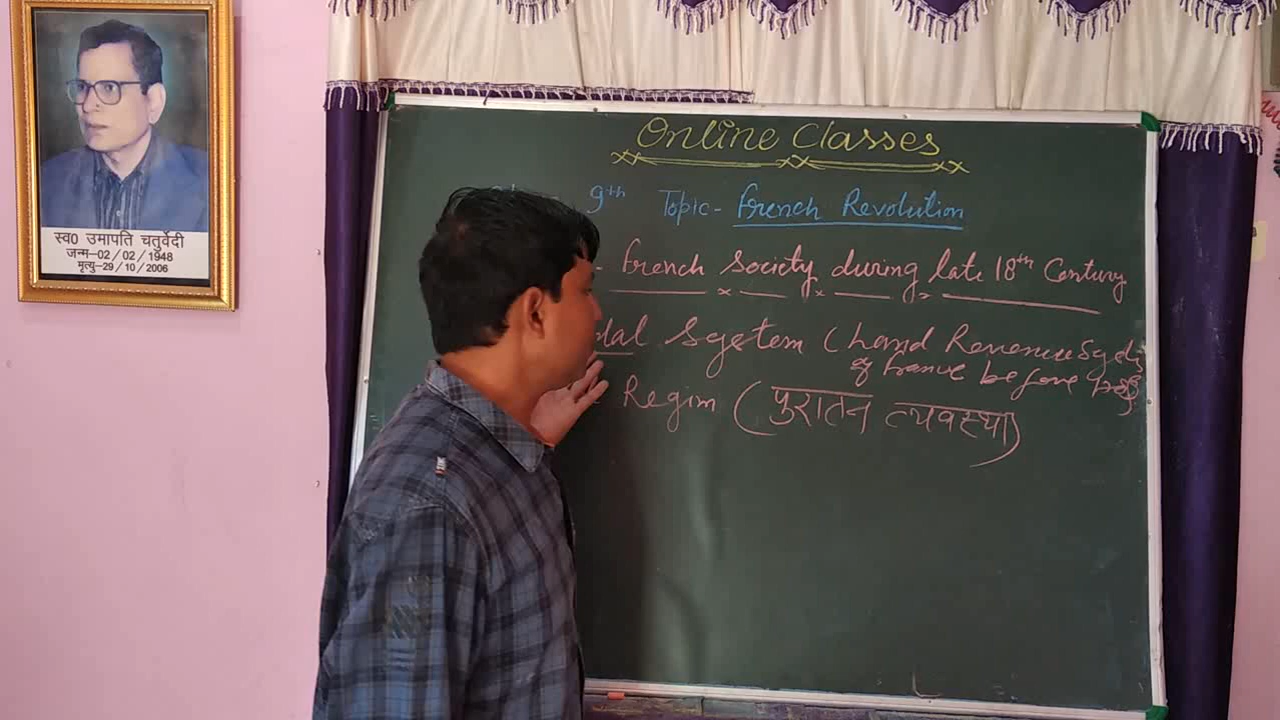 स्व0 उमापति चतुर्वेदी
जन्म–02/02/1948
मृत्यु–29/10/2006
Online Classes
9th Topic- French Revolution
- French Society during late 18th Century
dal System (Land Revenue
of France before
Regim (पुरातन व्यवस्था)